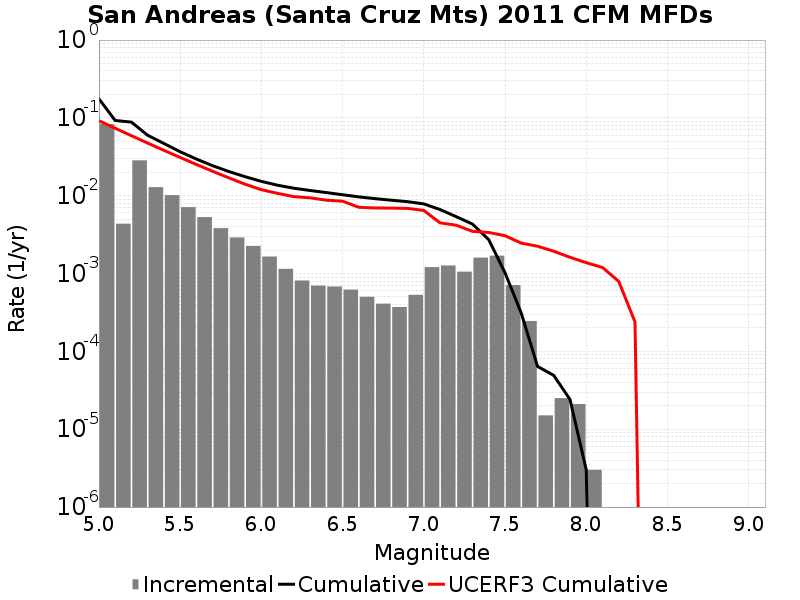 San Andreas (Santa Cruz Mts) 2011 CFM MFDs
10^0
10^-1
10^-2
10^-3
10^-4
10^-5
10^-6
Rate (1/yr)
5.0 5.5 6.0 6.5 7.0 7.5 8.0 8.5 9.0
Magnitude
Incremental Cumulative UCERF3 Cumulative